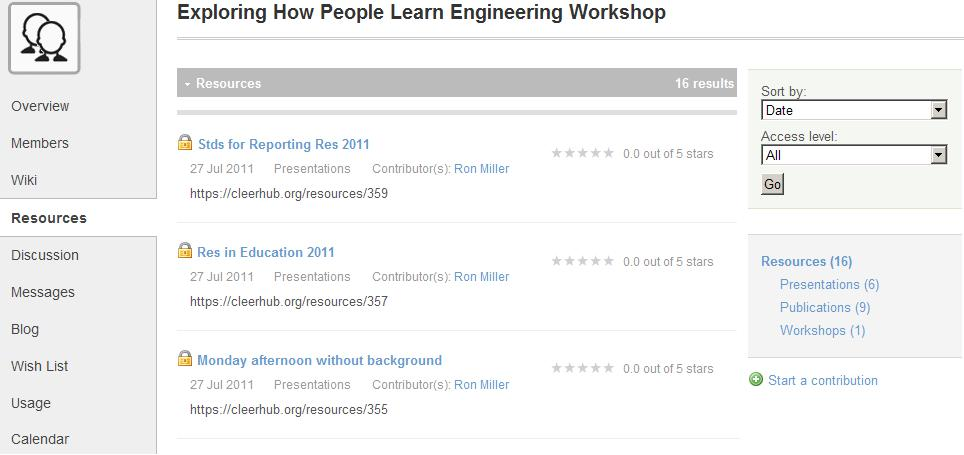 Exploring How People Learn Engineering Workshop
Overview
Members
Wiki
Resources
Discussion
Messages
Blog
Wish List
Usage
Calendar
Resources 16 results
Stds for Reporting Res 2011
0.0 out of 5 stars
27 Jul 2011 Presentations Contributor(s): Ron Miller
https://cleerhub.org/resources/359
Res in Education 2011
0.0 out of 5 stars
27 Jul 2011 Presentations Contributor(s): Ron Miller
https://cleerhub.org/resources/357
Monday afternoon without background
0.0 out of 5 stars
27 Jul 2011 Presentations Contributor(s): Ron Miller
https://cleerhub.org/resources/355
Sort by:
Date
Access level:
All
Go
Resources (16)
Presentations (6)
Publications (9)
Workshops (1)
Start a contribution